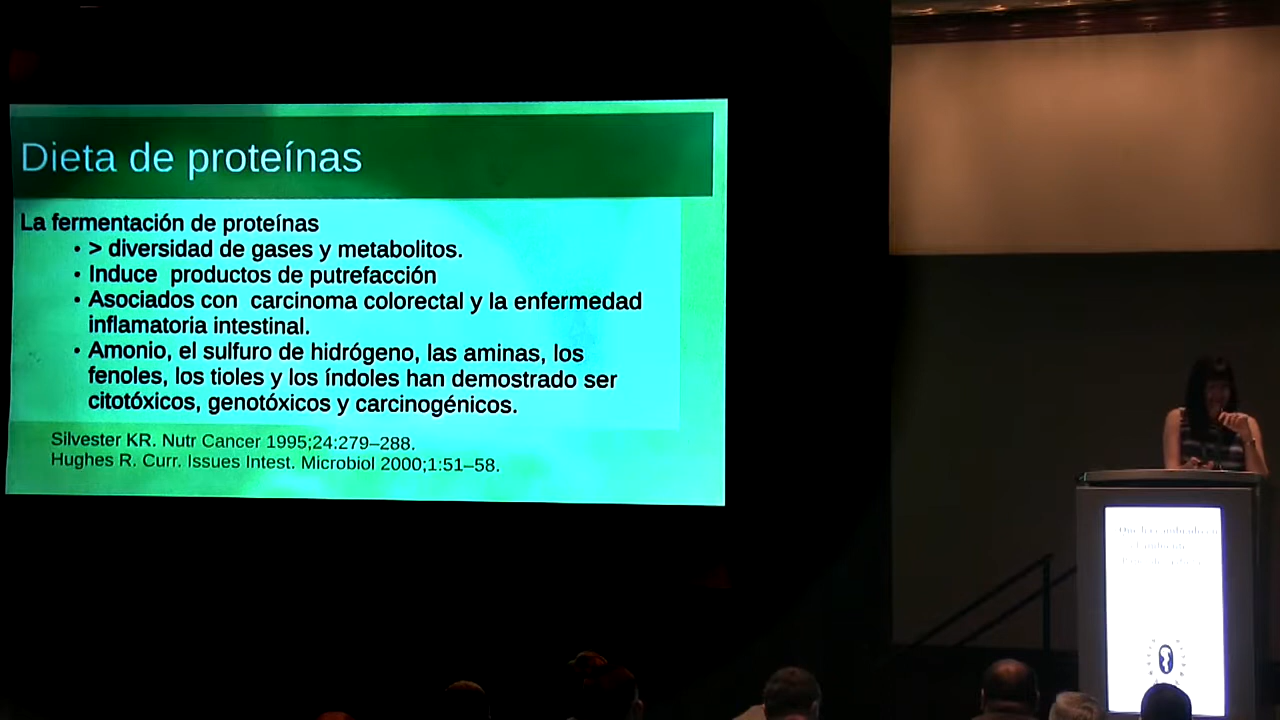 Dieta de proteínas
La fermentación de proteínas
• > diversidad de gases y metabolitos.
• Induce productos de putrefacción
• Asociados con carcinoma colorectal y la enfermedad
inflamatoria intestinal.
• Amonio, el sulfuro de hidrógeno, las aminas, los
fenoles, los tioles y los índoles han demostrado ser
citotóxicos, genotóxicos y carcinogénicos.
Silvester KR. Nutr Cancer 1995;24:279–288.
Hughes R. Curr. Issues Intest. Microbiol 2000;1:51–58.